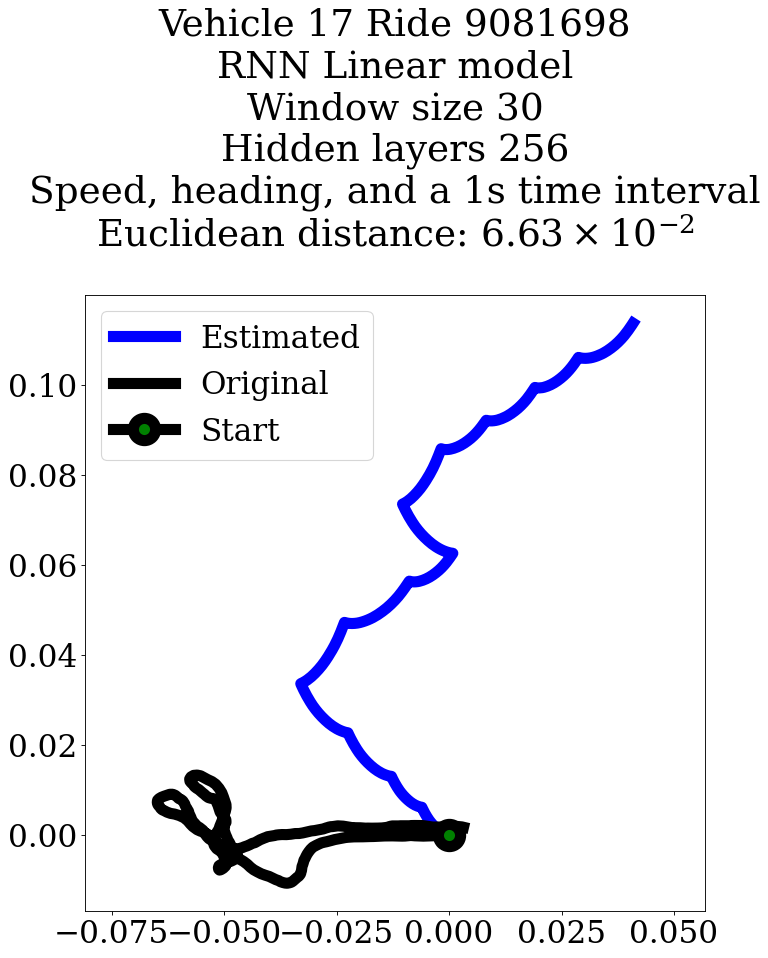 Vehicle 17 Ride 9081698
RNN Linear model
Window size 30
Hidden layers 256
Speed, heading, and a 1s time interval
Euclidean distance: 6.63 × 10⁻²
Estimated
Original
Start
0.10
0.08
0.06
0.04
0.02
0.00
−0.075 −0.050 −0.025 0.000 0.025 0.050